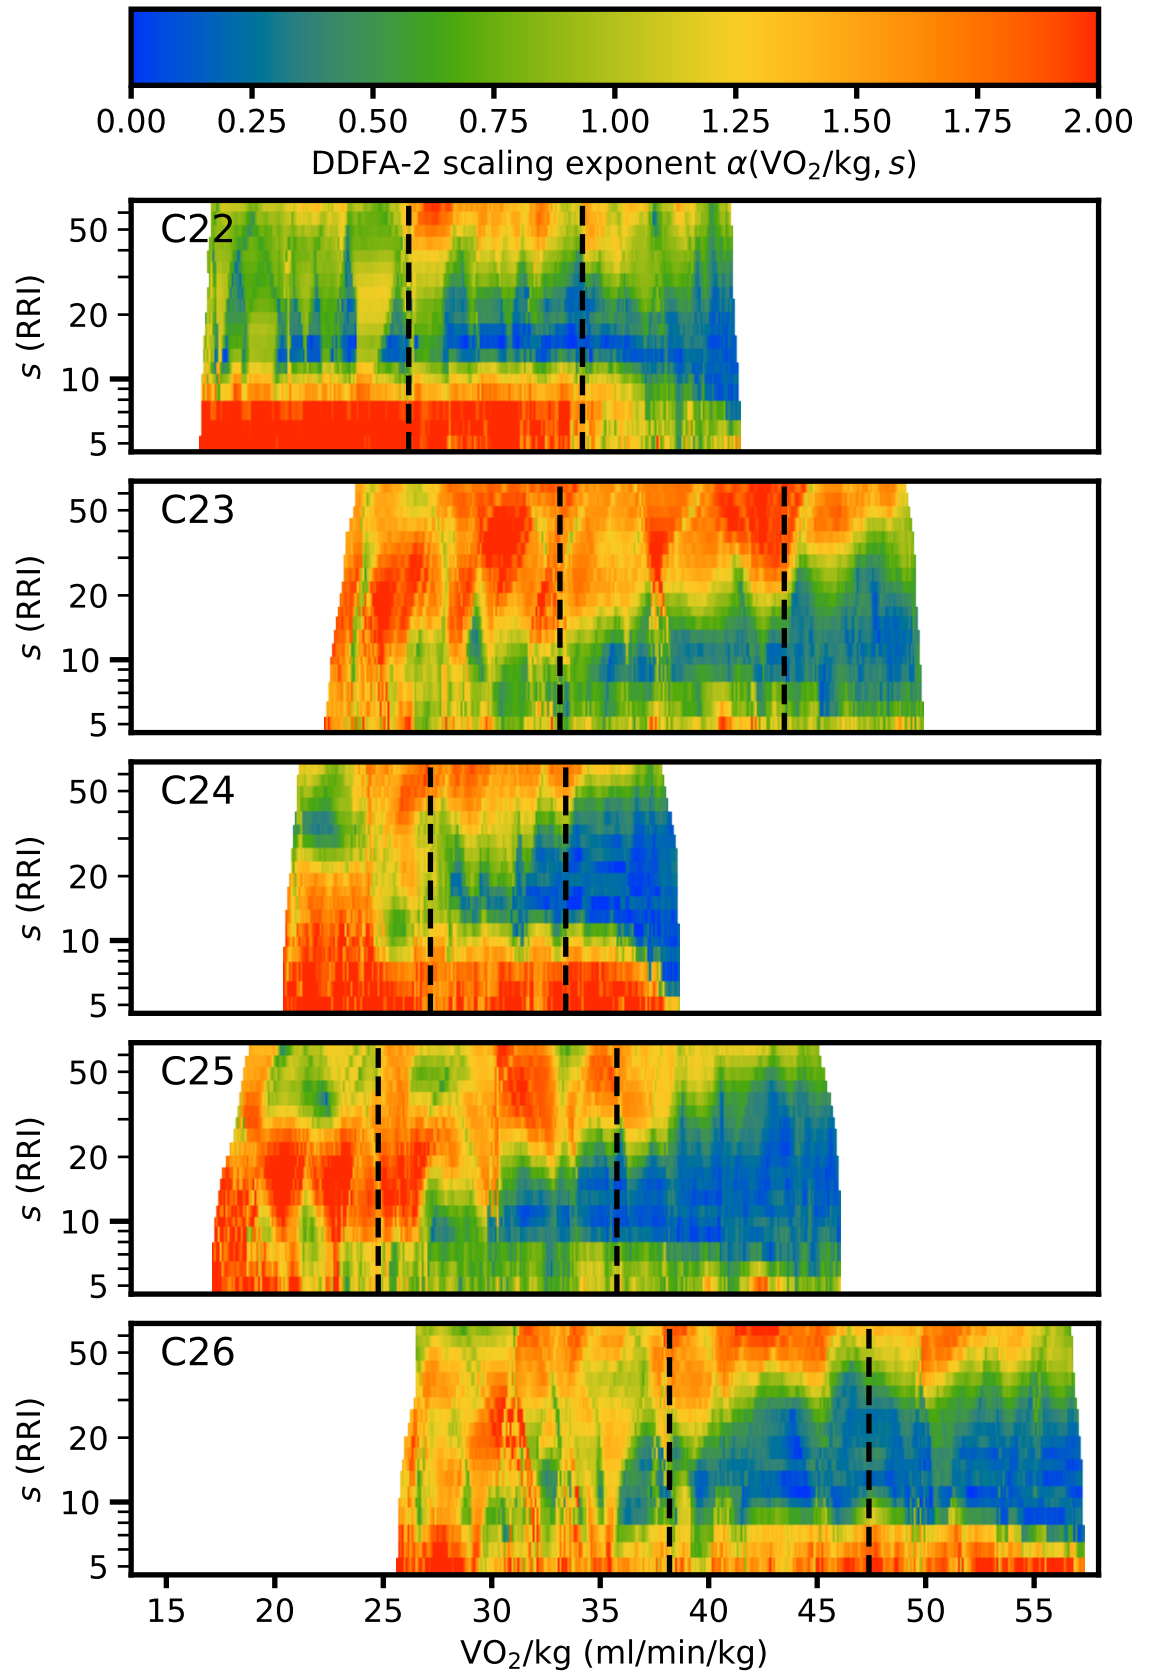 0.00 0.25 0.50 0.75 1.00 1.25 1.50 1.75 2.00
DDFA-2 scaling exponent α(VO₂/kg, s)
C22
50
20
10
5
s (RRI)
C23
50
20
10
5
s (RRI)
C24
50
20
10
5
s (RRI)
C25
50
20
10
5
s (RRI)
C26
50
20
10
5
s (RRI)
15 20 25 30 35 40 45 50 55
VO₂/kg (ml/min/kg)